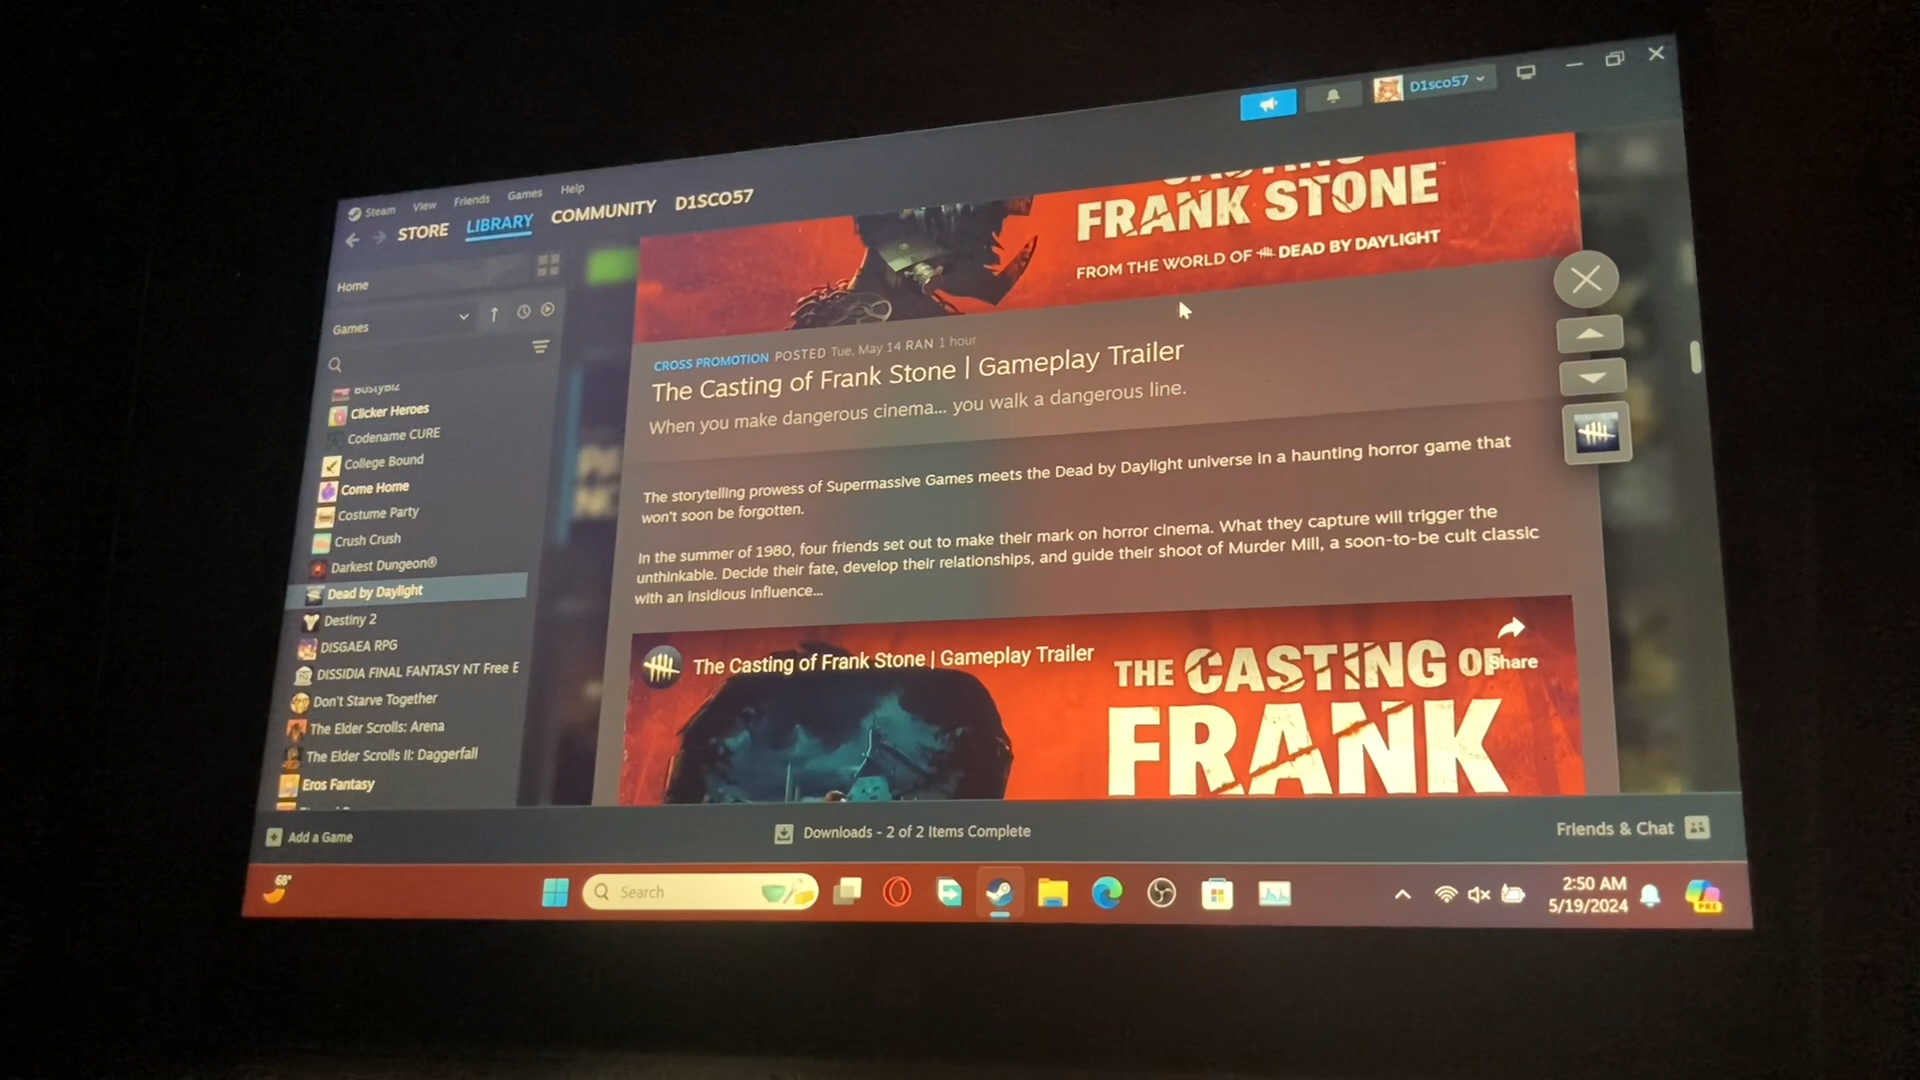 D1sco57
Steam View Friends Games Help
STORE LIBRARY COMMUNITY D1SCO57
Home
Games
Clicker Heroes
Codename CURE
College Bound
Come Home
Costume Party
Crush Crush
Darkest Dungeon®
Dead by Daylight
Destiny 2
DISGAEA RPG
DISSIDIA FINAL FANTASY NT Free E
Don't Starve Together
The Elder Scrolls: Arena
The Elder Scrolls II: Daggerfall
Eros Fantasy
FRANK STONE™
FROM THE WORLD OF DEAD BY DAYLIGHT
CROSS PROMOTION POSTED Tue, May 14 RAN 1 hour
The Casting of Frank Stone | Gameplay Trailer
When you make dangerous cinema... you walk a dangerous line.
The storytelling prowess of Supermassive Games meets the Dead by Daylight universe in a haunting horror game that
won't soon be forgotten.
In the summer of 1980, four friends set out to make their mark on horror cinema. What they capture will trigger the
unthinkable. Decide their fate, develop their relationships, and guide their shoot of Murder Mill, a soon-to-be cult classic
with an insidious influence...
The Casting of Frank Stone | Gameplay Trailer
Share
THE CASTING OF
FRANK
Add a Game
Downloads - 2 of 2 Items Complete
Friends & Chat
68°
Search
2:50 AM
5/19/2024
PRE